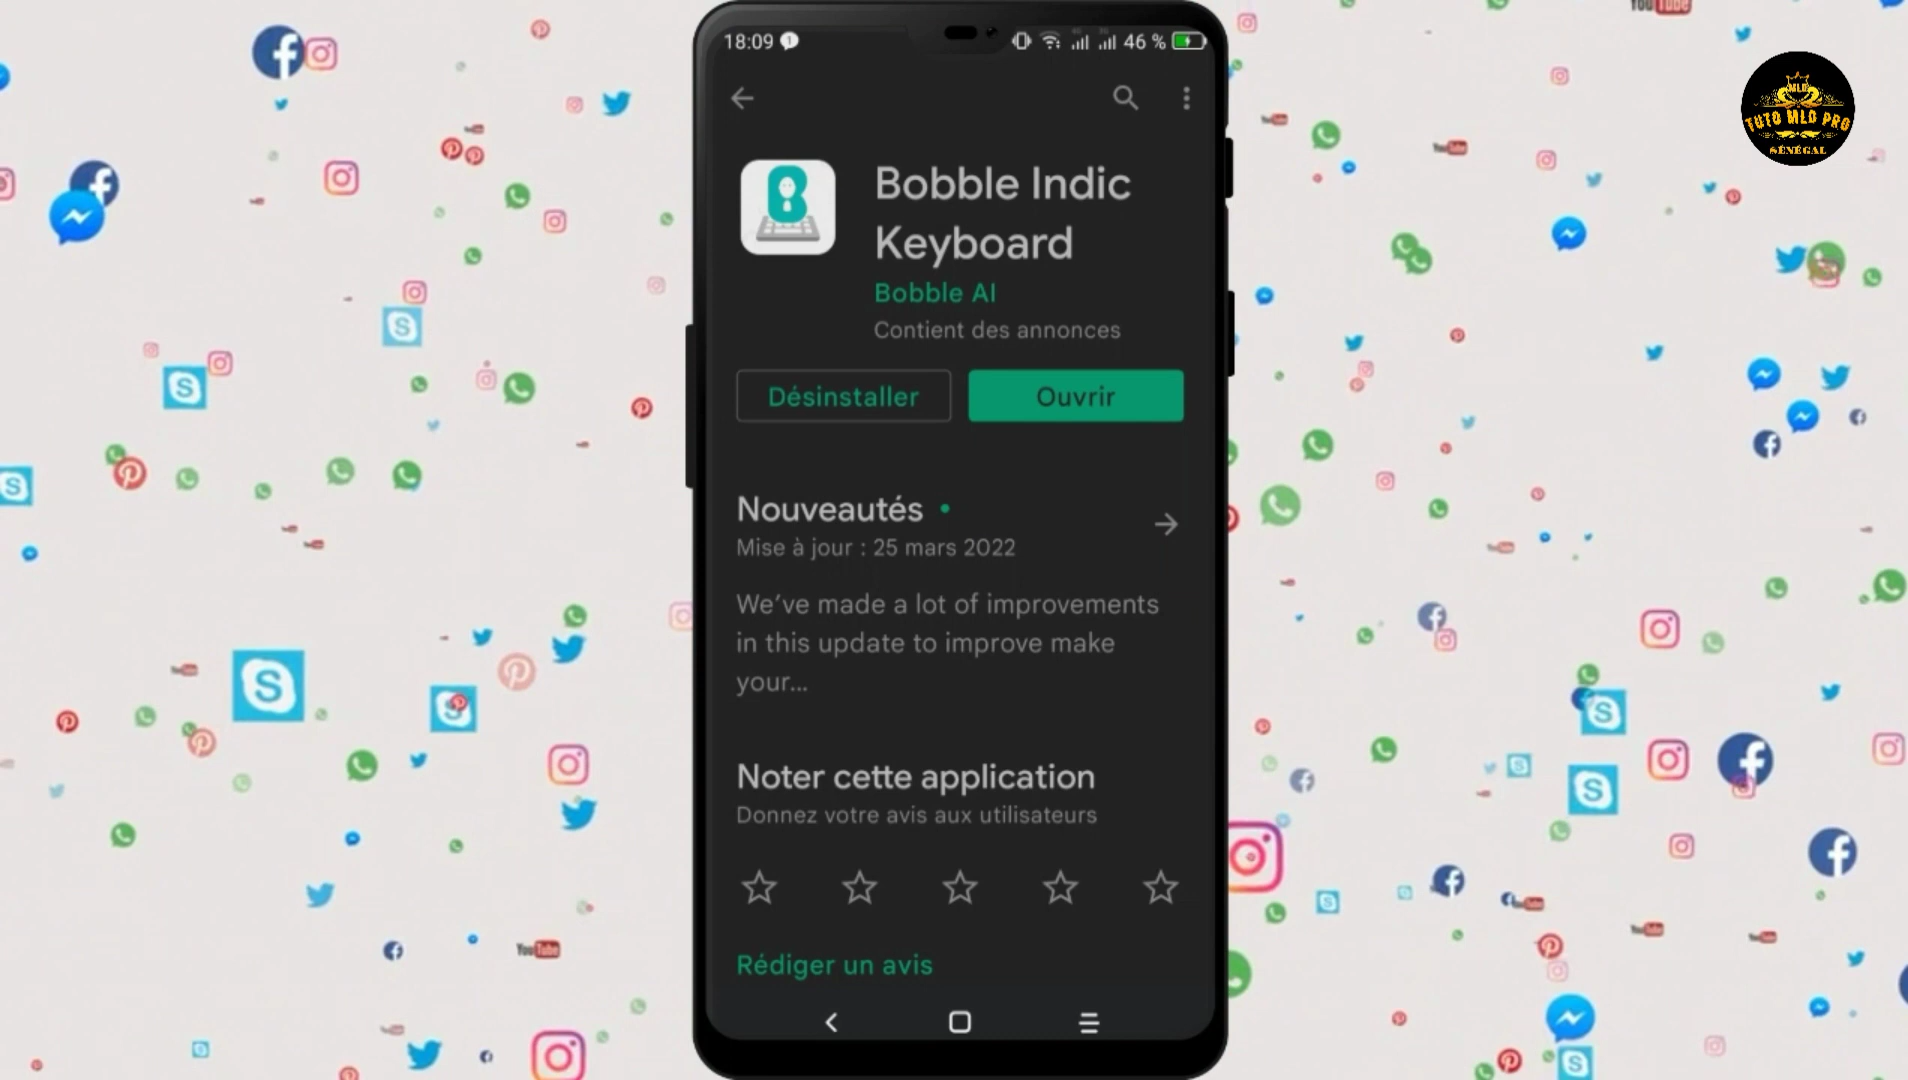 18:09
46 %
Bobble Indic
Keyboard
Bobble AI
Contient des annonces
Désinstaller
Ouvrir
Nouveautés
Mise à jour : 25 mars 2022
We’ve made a lot of improvements
in this update to improve make
your...
Noter cette application
Donnez votre avis aux utilisateurs
Rédiger un avis
MLD
TUTO MLD PRO
SÉNÉGAL
YouTube